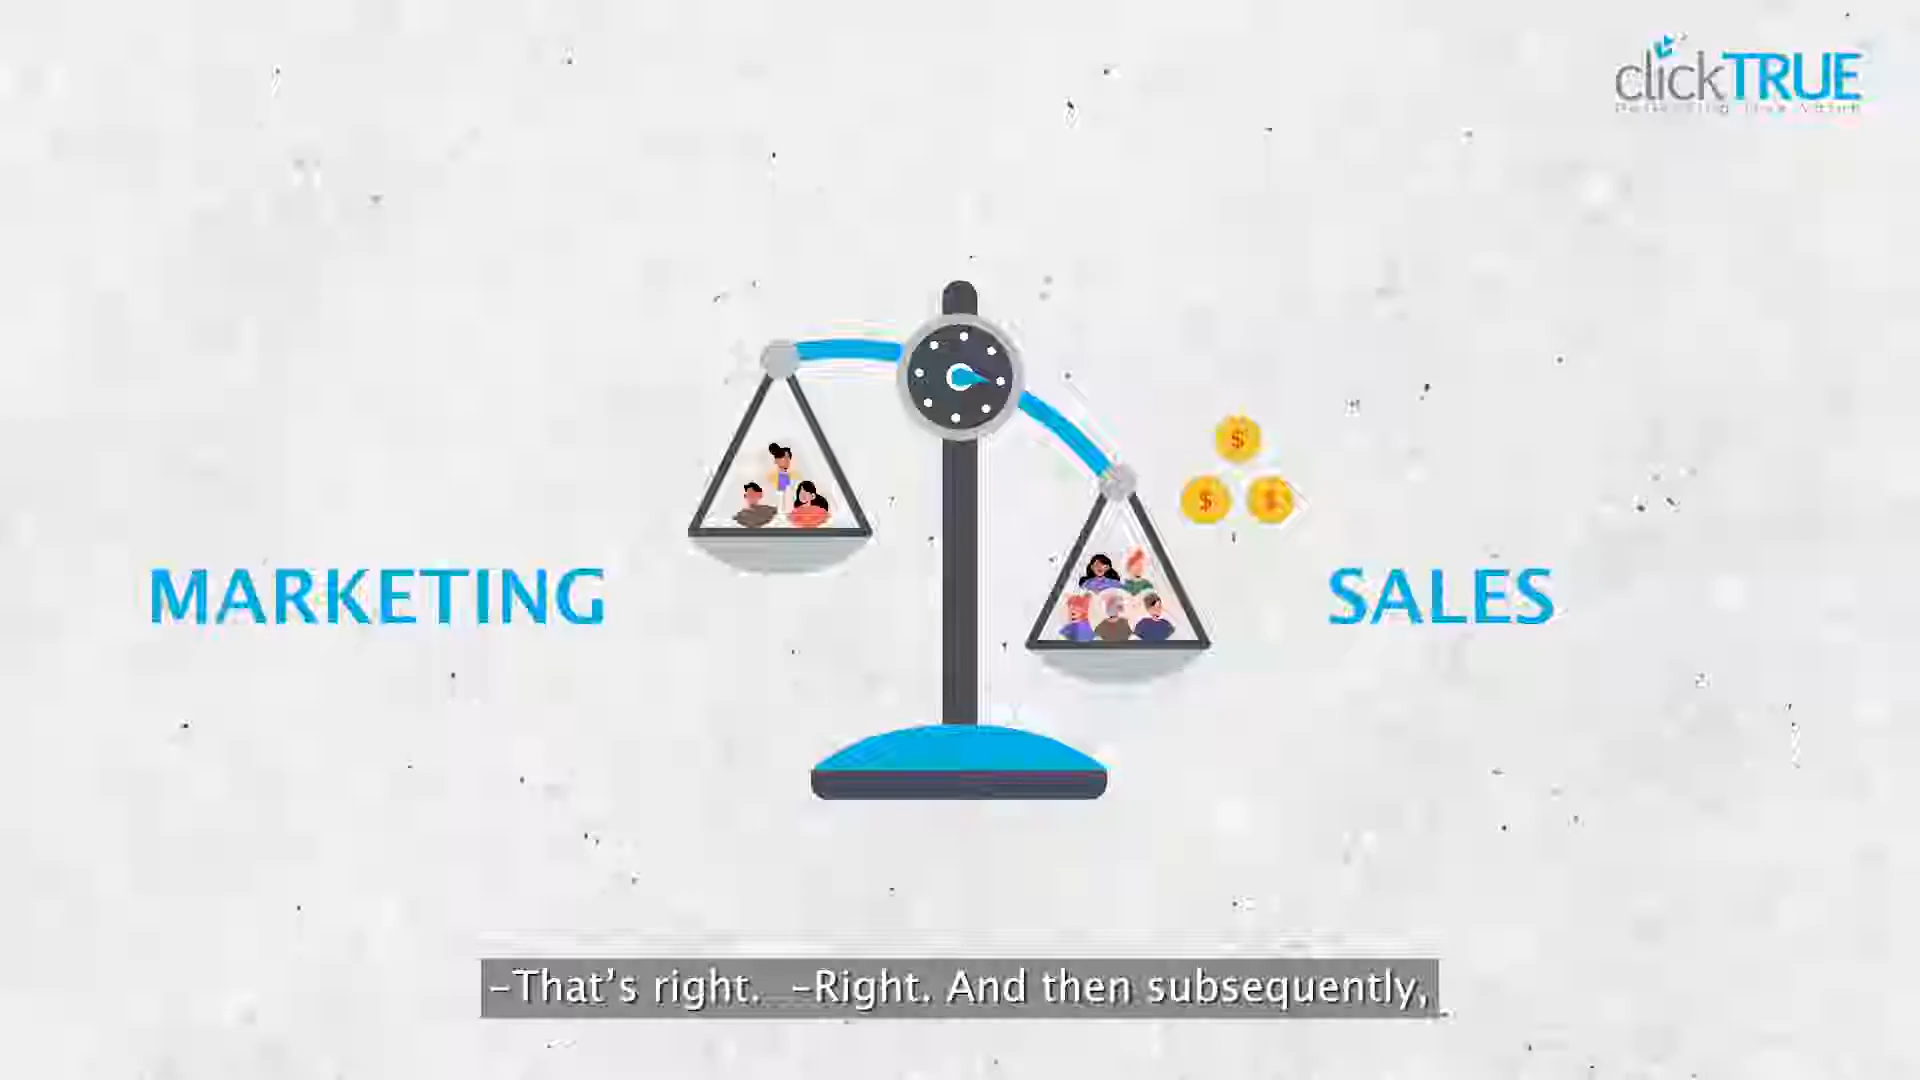 clickTRUE
MARKETING
SALES
$
$ $
-That's right.  -Right. And then subsequently,